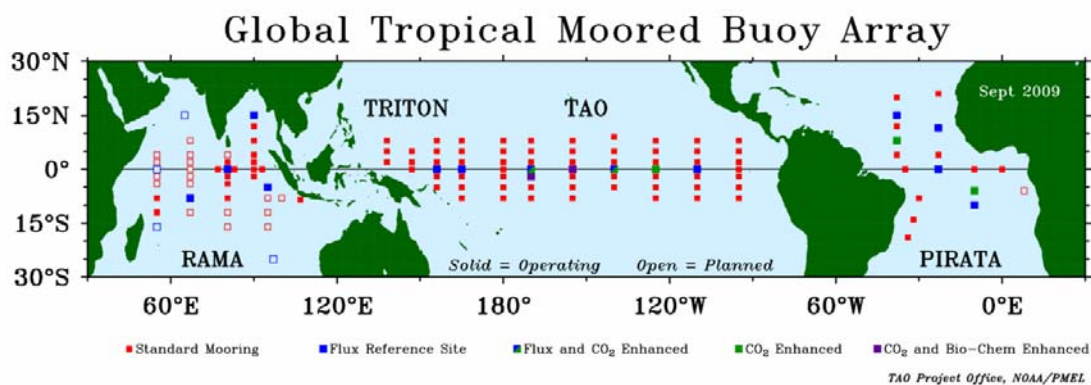 Global Tropical Moored Buoy Array
30°N
15°N
0°
15°S
30°S
TRITON
TAO
Sept 2009
RAMA
Solid = Operating
Open = Planned
PIRATA
60°E
120°E
180°
120°W
60°W
0°E
Standard Mooring
Flux Reference Site
Flux and CO₂ Enhanced
CO₂ Enhanced
CO₂ and Bio-Chem Enhanced
TAO Project Office, NOAA/PMEL